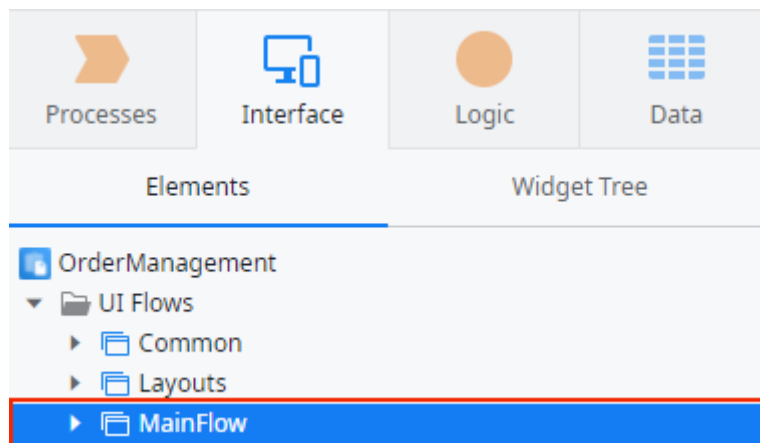 Processes Interface Logic Data
Elements Widget Tree
OrderManagement
UI Flows
Common
Layouts
MainFlow